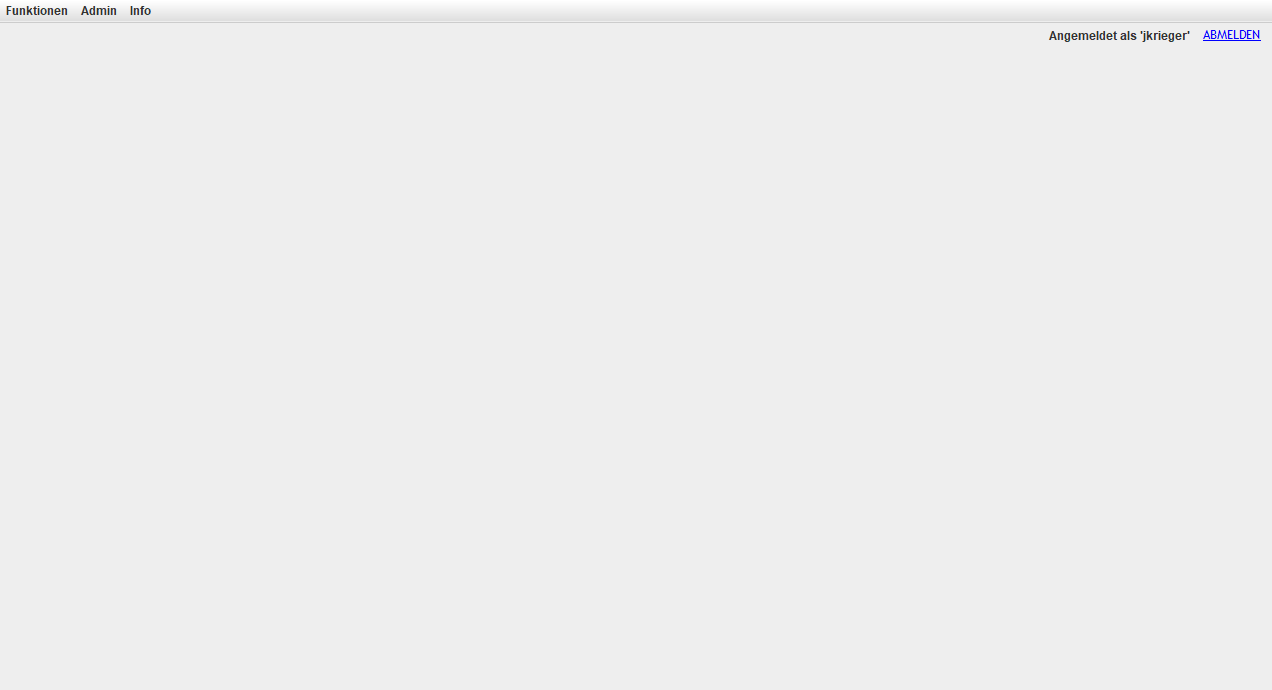 Funktionen Admin Info
Angemeldet als 'jkrieger' ABMELDEN